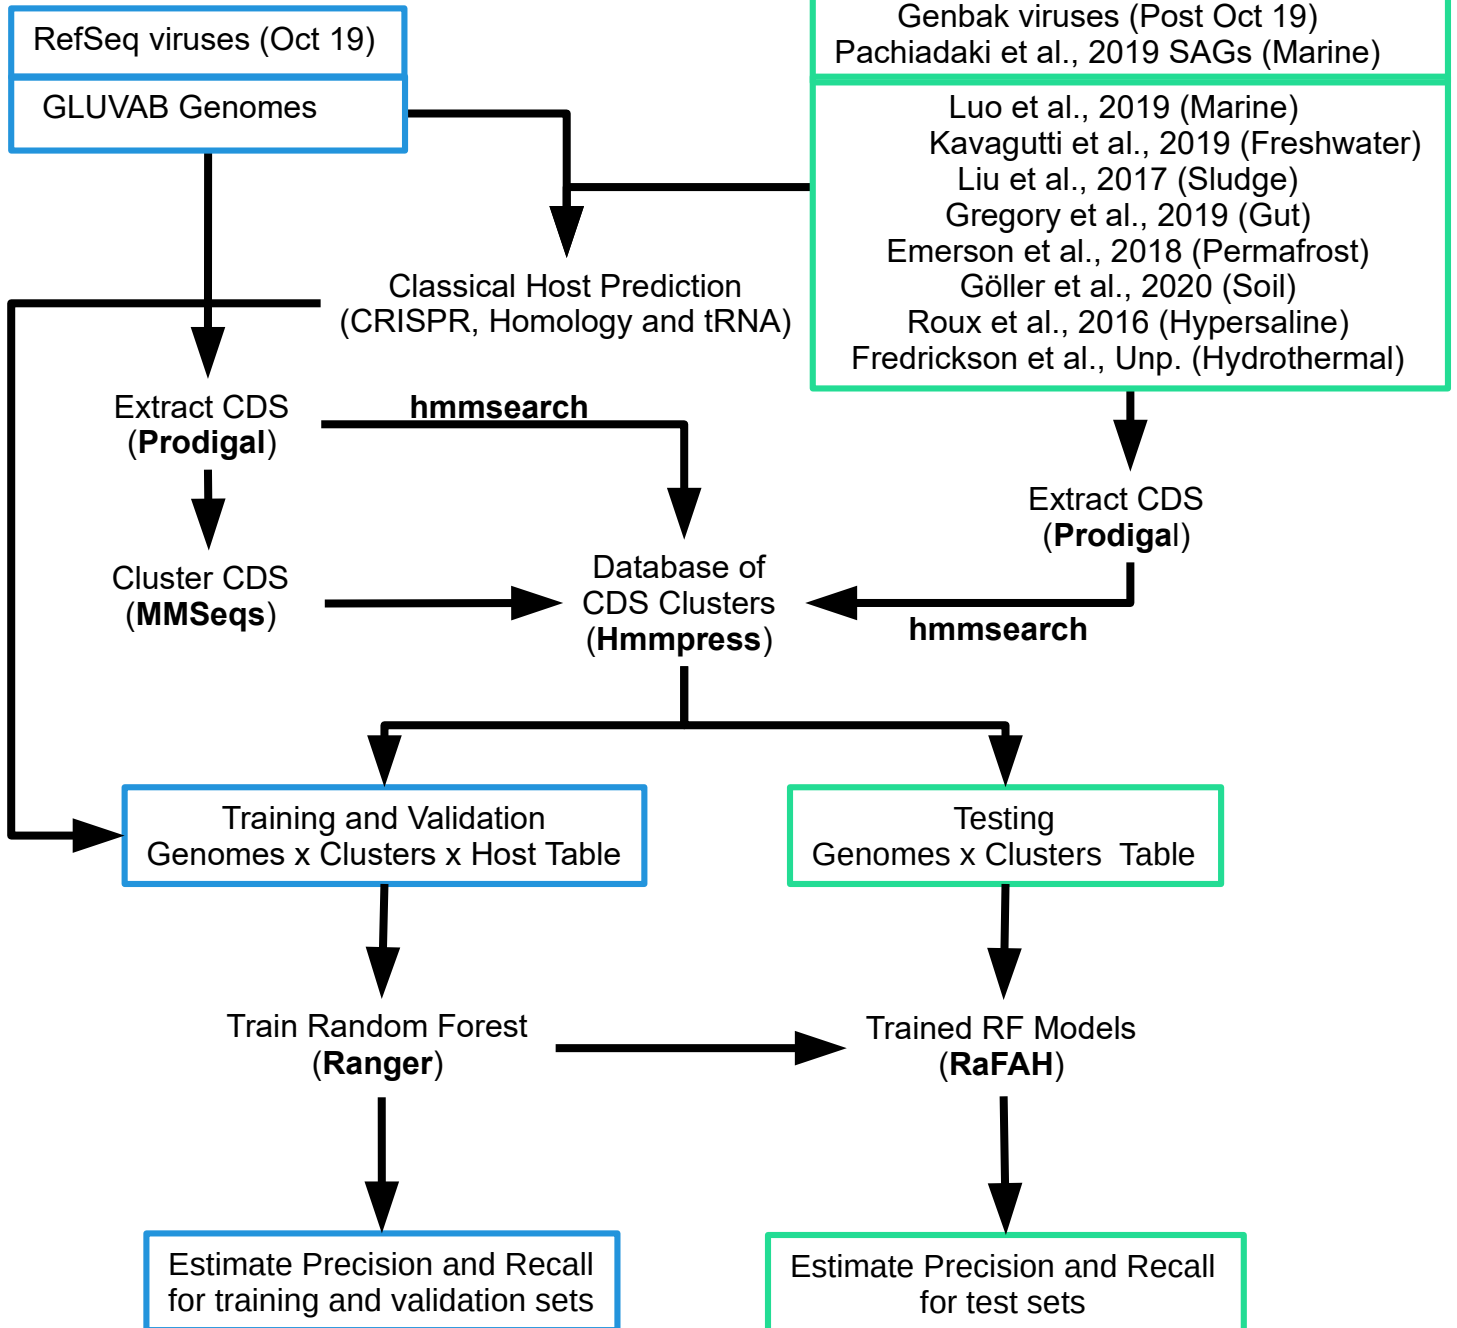 RefSeq viruses (Oct 19)
GLUVAB Genomes
Genbak viruses (Post Oct 19)
Pachiadaki et al., 2019 SAGs (Marine)
Luo et al., 2019 (Marine)
Kavagutti et al., 2019 (Freshwater)
Liu et al., 2017 (Sludge)
Gregory et al., 2019 (Gut)
Emerson et al., 2018 (Permafrost)
Göller et al., 2020 (Soil)
Roux et al., 2016 (Hypersaline)
Fredrickson et al., Unp. (Hydrothermal)
Classical Host Prediction
(CRISPR, Homology and tRNA)
Extract CDS
(Prodigal)
hmmsearch
Extract CDS
(Prodigal)
Cluster CDS
(MMSeqs)
Database of
CDS Clusters
(Hmmpress)
hmmsearch
Training and Validation
Genomes x Clusters x Host Table
Testing
Genomes x Clusters Table
Train Random Forest
(Ranger)
Trained RF Models
(RaFAH)
Estimate Precision and Recall
for training and validation sets
Estimate Precision and Recall
for test sets